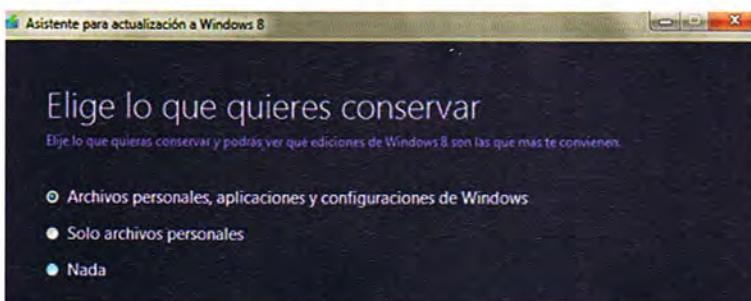 Asistente para actualización a Windows 8
Elige lo que quieres conservar
Elije lo que quieras conservar y podrás ver qué ediciones de Windows 8 son las que más te convienen.
Archivos personales, aplicaciones y configuraciones de Windows
Solo archivos personales
Nada